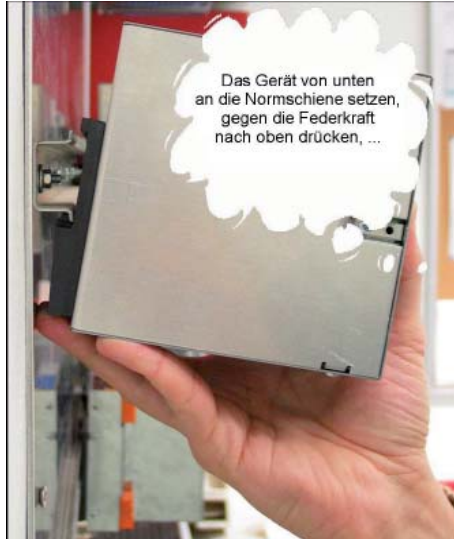 Das Gerät von unten
an die Normschiene setzen,
gegen die Federkraft
nach oben drücken, ...